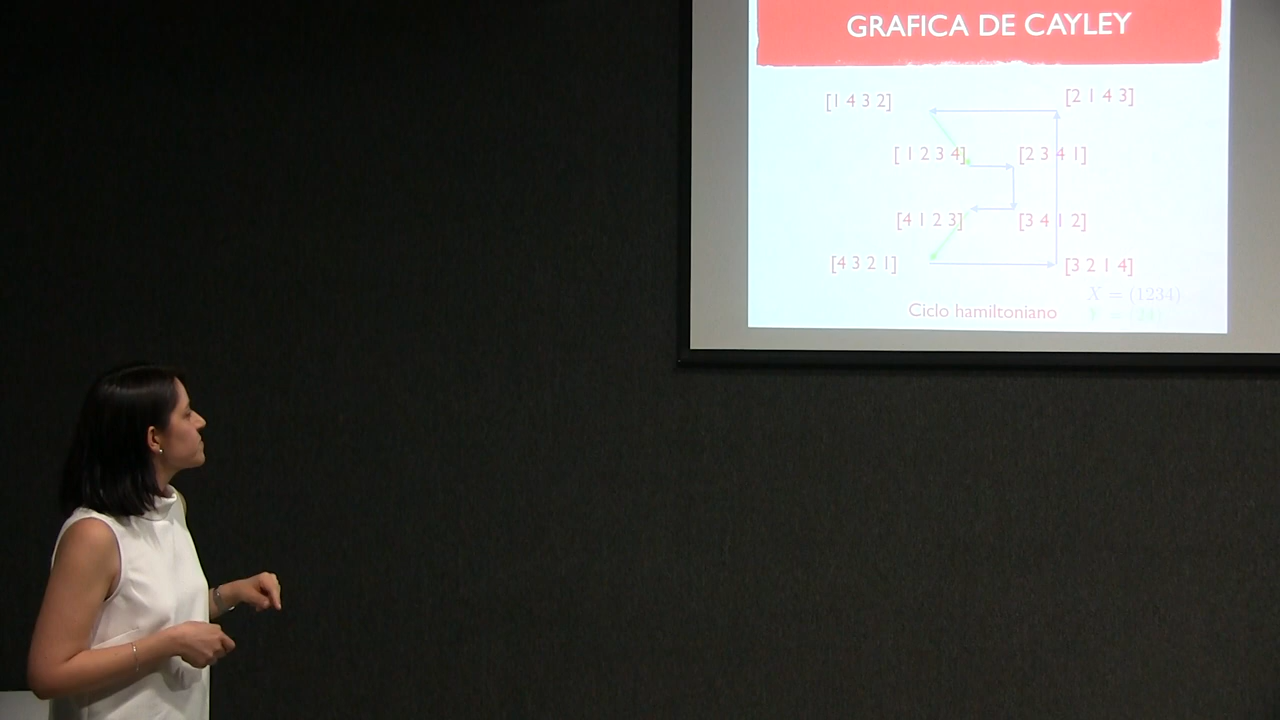 GRAFICA DE CAYLEY
[1 4 3 2]
[2 1 4 3]
[ 1 2 3 4]
[2 3 4 1]
[4 1 2 3]
[3 4 1 2]
[4 3 2 1]
[3 2 1 4]
X = (1234)
Ciclo hamiltoniano